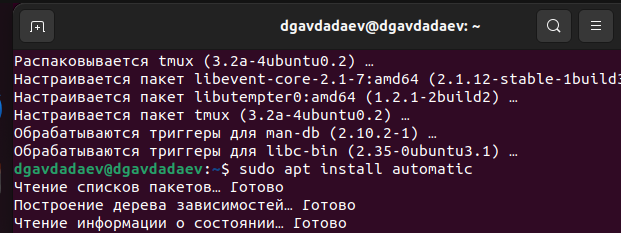 dgavdadaev@dgavdadaev: ~
Распаковывается tmux (3.2a-4ubuntu0.2) …
Настраивается пакет libevent-core-2.1-7:amd64 (2.1.12-stable-1build3
Настраивается пакет libutempter0:amd64 (1.2.1-2build2) …
Настраивается пакет tmux (3.2a-4ubuntu0.2) …
Обрабатываются триггеры для man-db (2.10.2-1) …
Обрабатываются триггеры для libc-bin (2.35-0ubuntu3.1) …
dgavdadaev@dgavdadaev:~$ sudo apt install automatic
Чтение списков пакетов… Готово
Построение дерева зависимостей… Готово
Чтение информации о состоянии… Готово